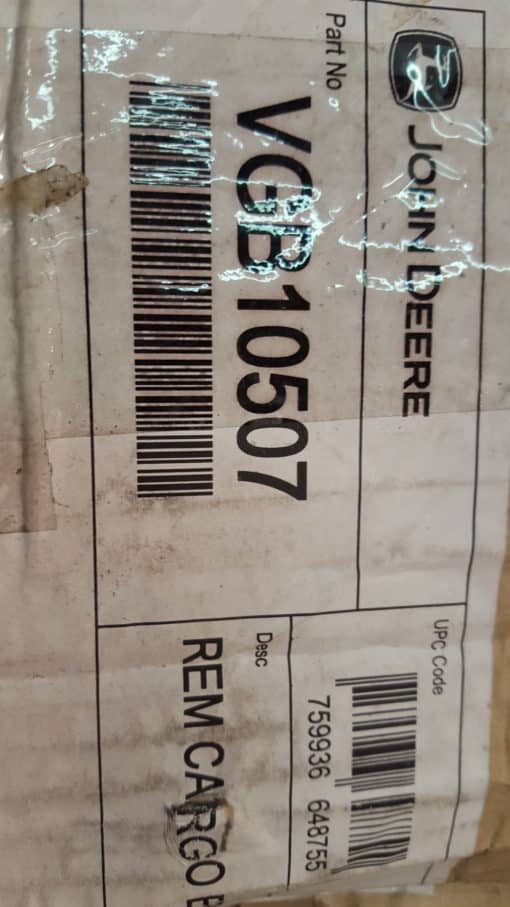 JOHN DEERE
Part No
VGB10507
UPC Code
759936 648755
Desc
REM CARGO B